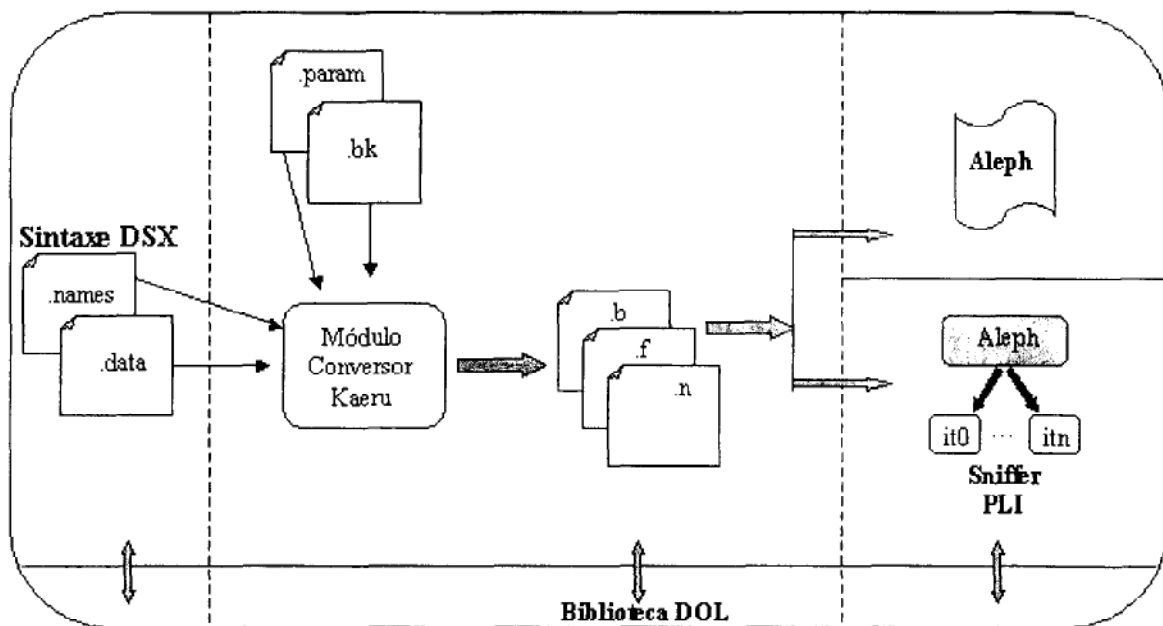 .param
.bk
Sintaxe DSX
.names
.data
Módulo
Conversor
Kaeru
.b
.f
.n
Aleph
Aleph
it0 ... itn
Sniffer
PLI
Biblioteca DOL